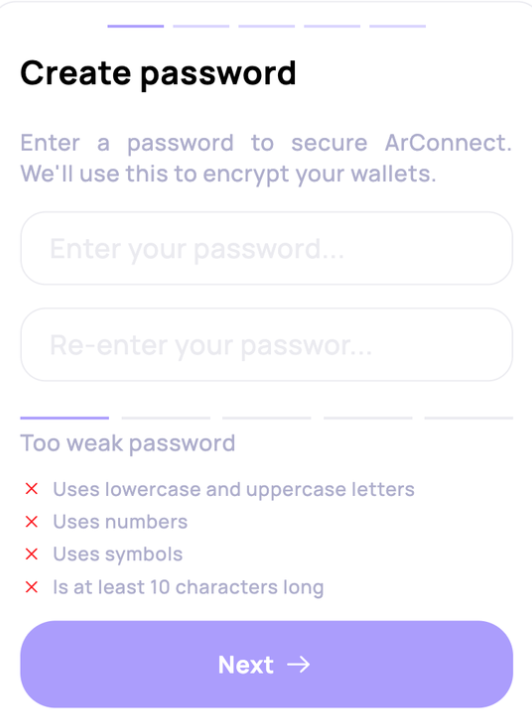 Create password
Enter a password to secure ArConnect.
We'll use this to encrypt your wallets.
Enter your password...
Re-enter your passwor...
Too weak password
× Uses lowercase and uppercase letters
× Uses numbers
× Uses symbols
× Is at least 10 characters long
Next →